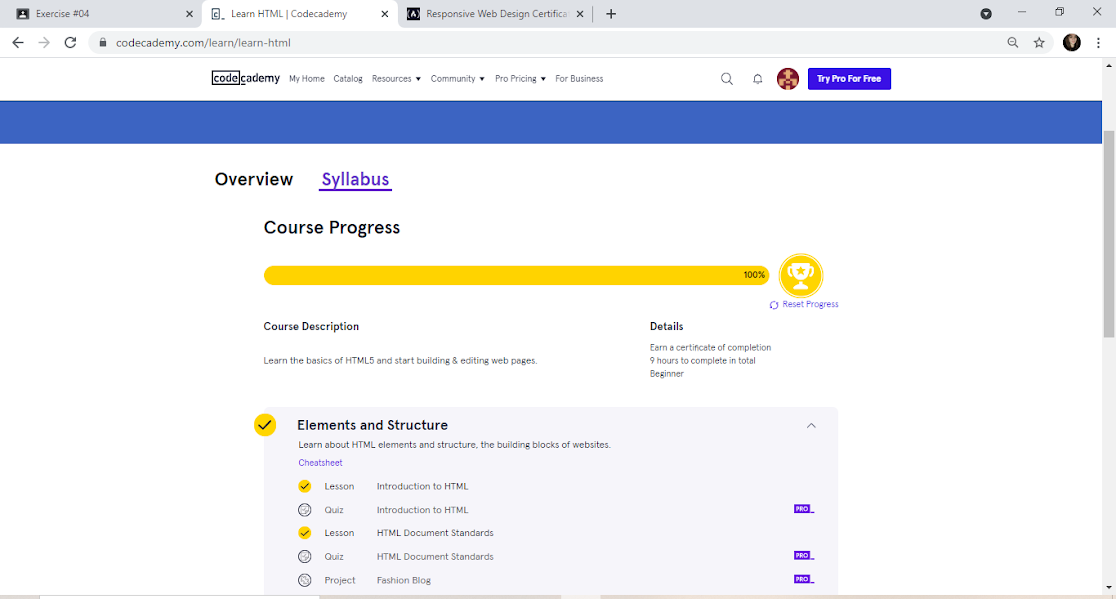 Exercise #04
Learn HTML | Codecademy
Responsive Web Design Certifica
codecademy.com/learn/learn-html
codecademy My Home Catalog Resources Community Pro Pricing For Business Try Pro For Free
Overview Syllabus
Course Progress
100%
Reset Progress
Course Description
Details
Learn the basics of HTML5 and start building & editing web pages.
Earn a certificate of completion
9 hours to complete in total
Beginner
Elements and Structure
Learn about HTML elements and structure, the building blocks of websites.
Cheatsheet
Lesson Introduction to HTML
Quiz Introduction to HTML PRO
Lesson HTML Document Standards
Quiz HTML Document Standards PRO
Project Fashion Blog PRO